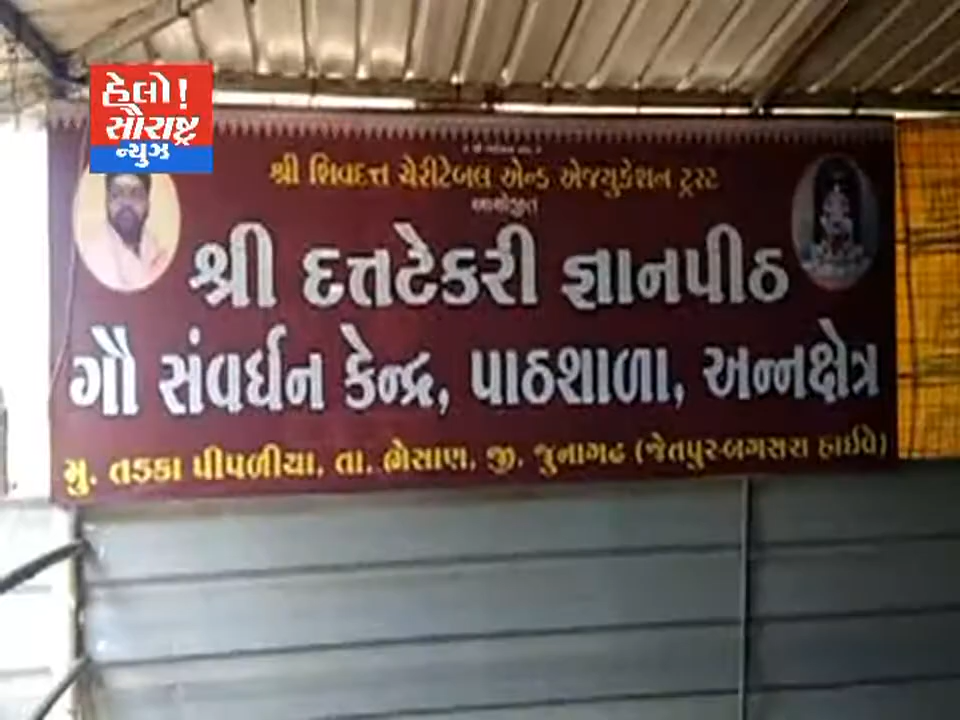 હેલો!
સૌરાષ્ટ્ર
ન્યુઝ
શ્રી શિવદત્ત ચેરીટેબલ એન્ડ એજ્યુકેશન ટ્રસ્ટ
આયોજીત
શ્રી દત્તટેકરી જ્ઞાનપીઠ
ગૌ સંવર્ધન કેન્દ્ર, પાઠશાળા, અન્નક્ષેત્ર
મુ. તડકા પીપળીયા, તા. ભેસાણ, જી. જુનાગઢ (જેતપુર-બગસરા હાઈવે)